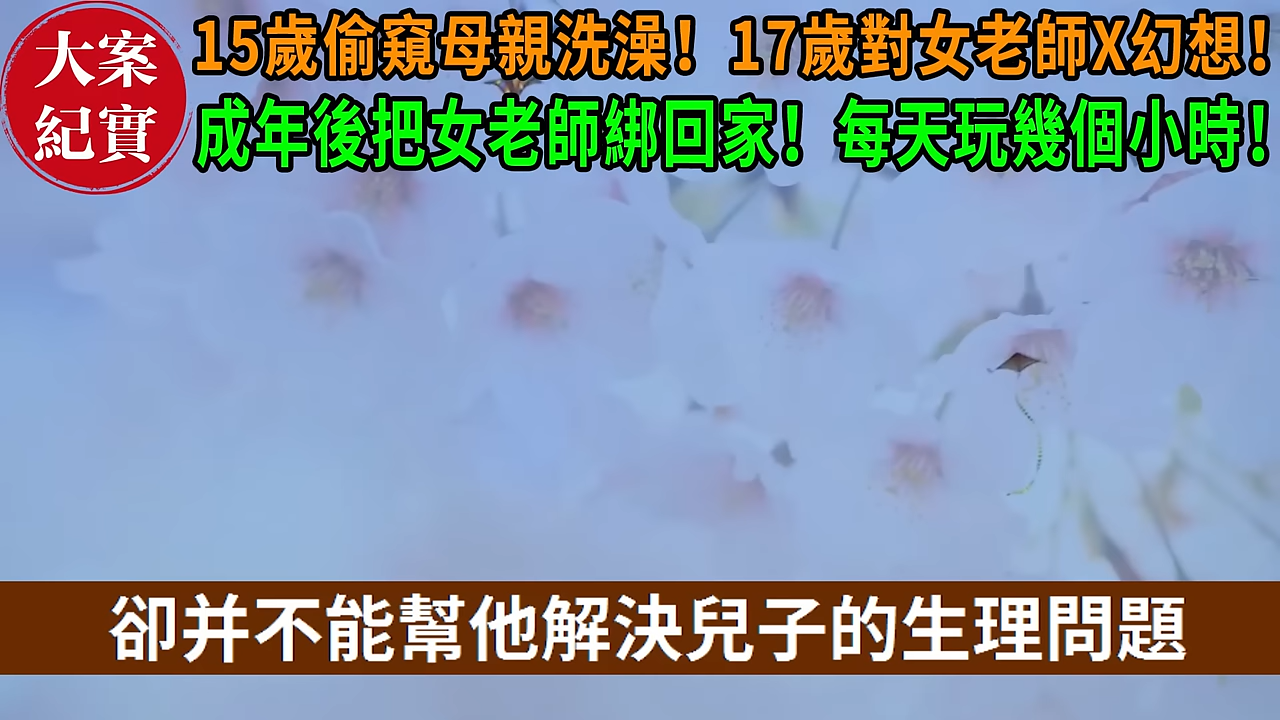 大案
紀實
15歲偷窺母親洗澡！17歲對女老師X幻想！
成年後把女老師綁回家！每天玩幾個小時！
卻并不能幫他解決兒子的生理問題